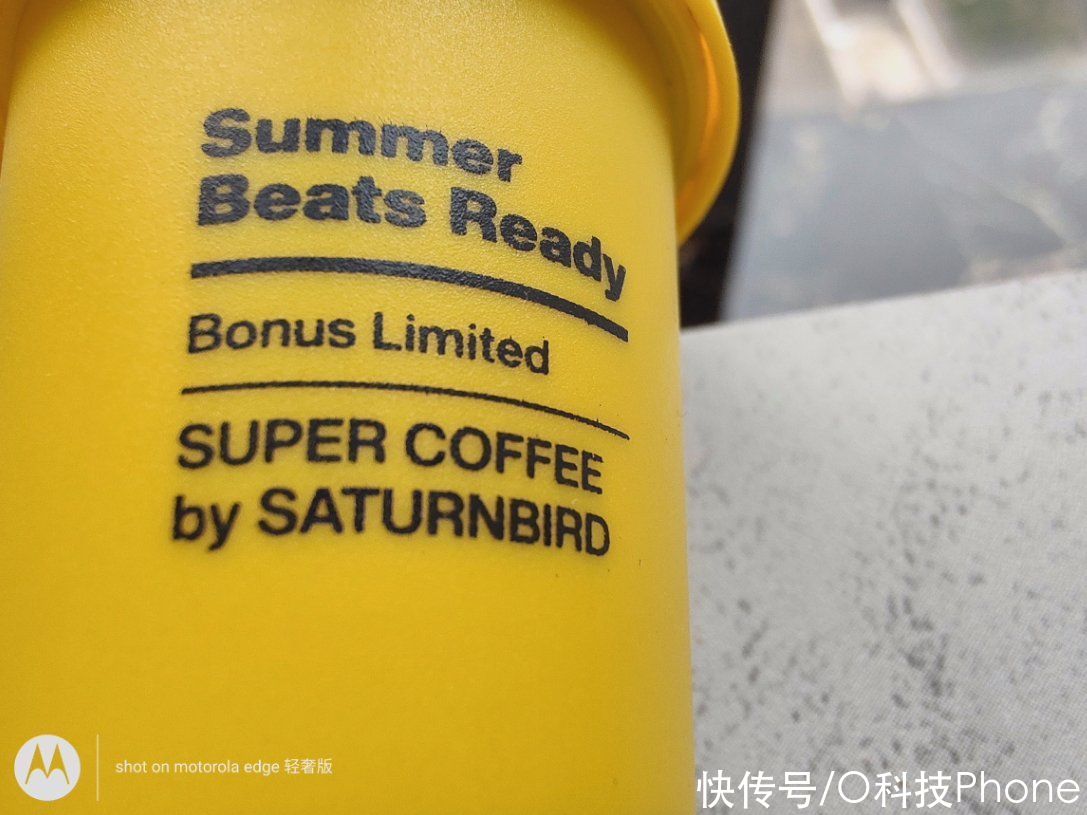 Summer
Beats Ready
Bonus Limited
SUPER COFFEE
by SATURNBIRD
shot on motorola edge 轻奢版
快传号/O科技Phone